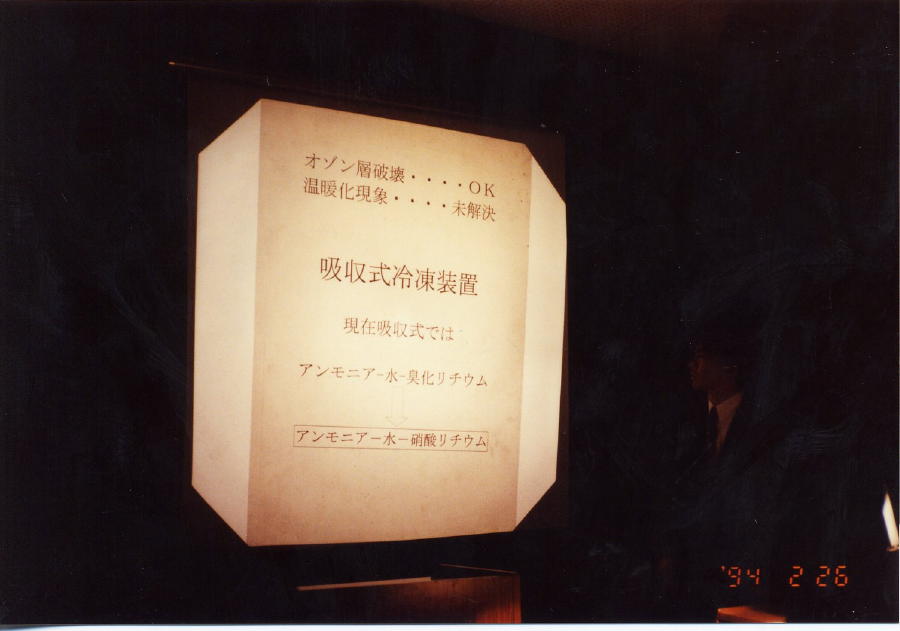 オゾン層破壊・・・・OK
温暖化現象・・・・未解決
吸収式冷凍装置
現在吸収式では
アンモニアー水ー臭化リチウム
アンモニアー水ー硝酸リチウム
'94 2 26